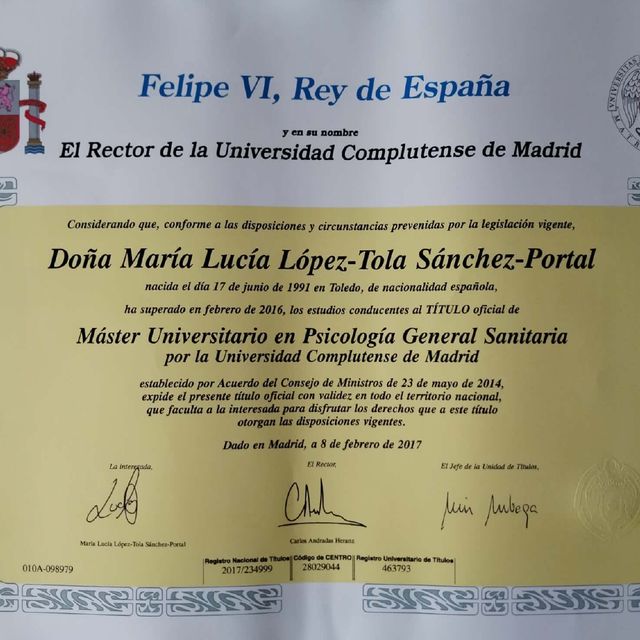 Felipe VI, Rey de España
y en su nombre
El Rector de la Universidad Complutense de Madrid
Considerando que, conforme a las disposiciones y circunstancias prevenidas por la legislación vigente,
Doña María Lucía López-Tola Sánchez-Portal
nacida el día 17 de junio de 1991 en Toledo, de nacionalidad española,
ha superado en febrero de 2016, los estudios conducentes al TÍTULO oficial de
Máster Universitario en Psicología General Sanitaria
por la Universidad Complutense de Madrid
establecido por Acuerdo del Consejo de Ministros de 23 de mayo de 2014,
expide el presente título oficial con validez en todo el territorio nacional,
que faculta a la interesada para disfrutar los derechos que a este título
otorgan las disposiciones vigentes.
Dado en Madrid, a 8 de febrero de 2017
La interesada, El Rector, El Jefe de la Unidad de Títulos,
María Lucía López-Tola Sánchez-Portal Carlos Andradas Heranz
Registro Nacional de Títulos Código de CENTRO Registro Universitario de Títulos
010A-098979 2017/234999 28029044 463793